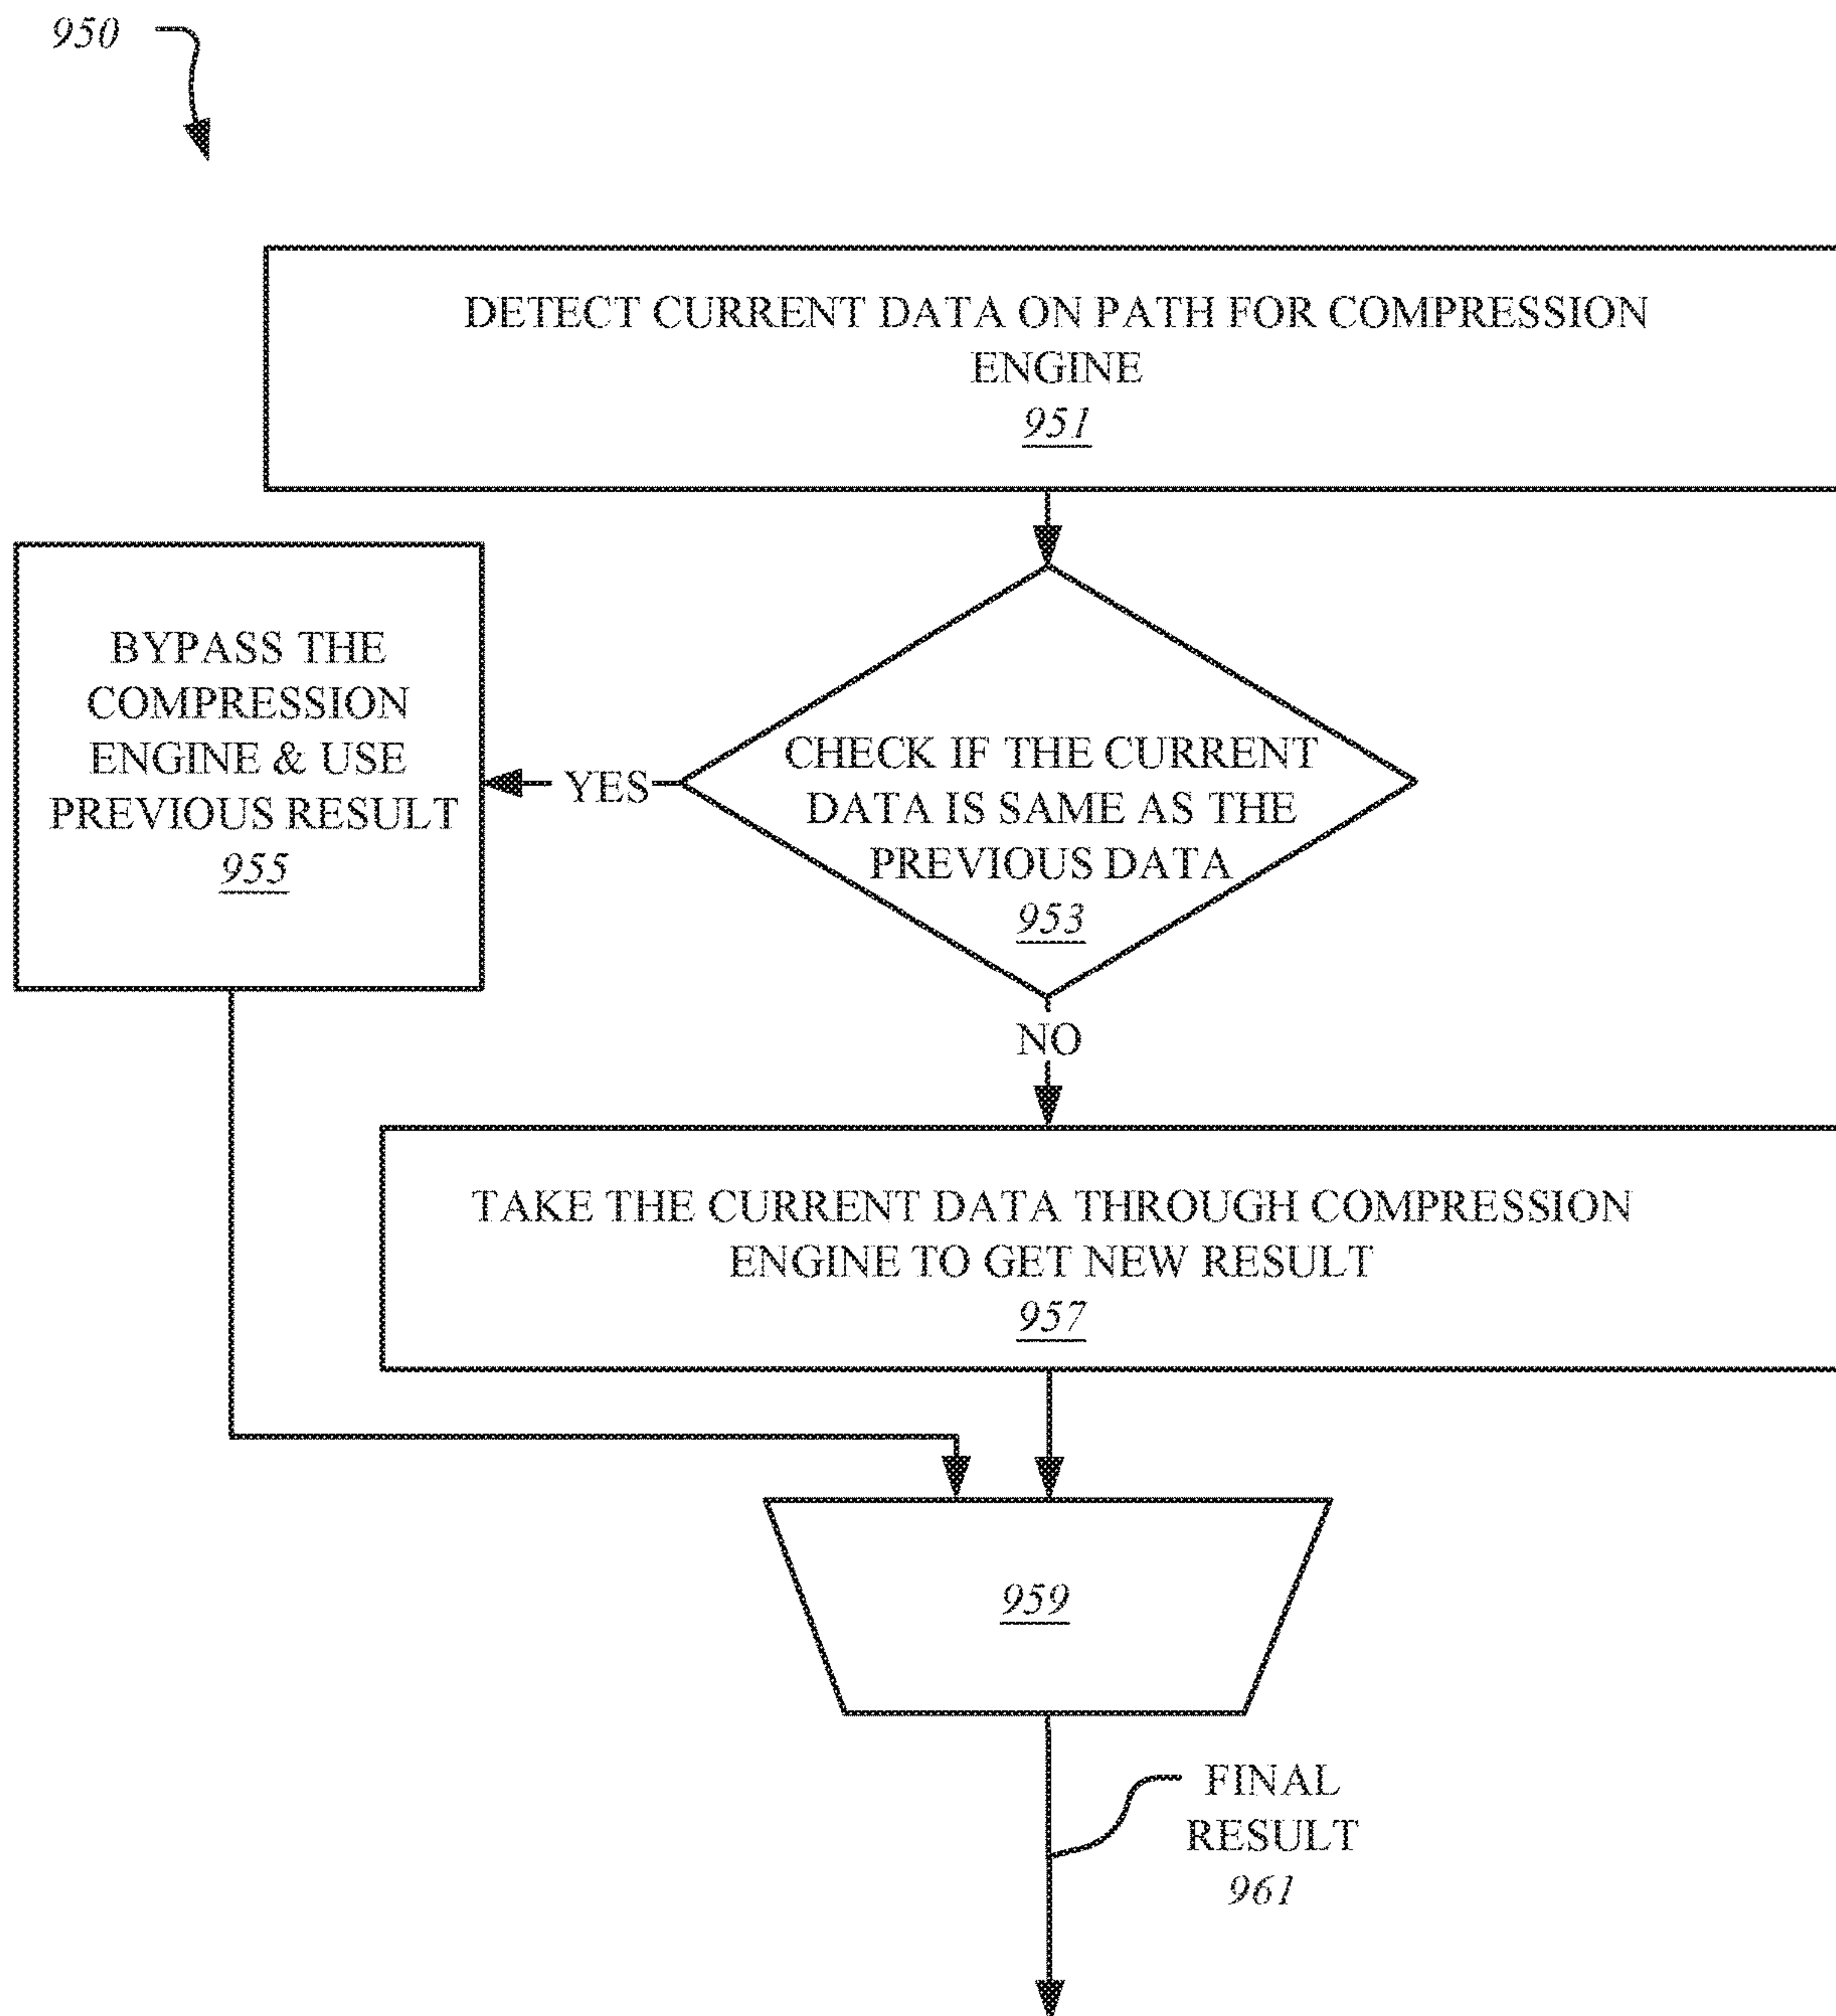 950
DETECT CURRENT DATA ON PATH FOR COMPRESSION
ENGINE
951
BYPASS THE
COMPRESSION
ENGINE & USE
PREVIOUS RESULT
955
YES
CHECK IF THE CURRENT
DATA IS SAME AS THE
PREVIOUS DATA
953
NO
TAKE THE CURRENT DATA THROUGH COMPRESSION
ENGINE TO GET NEW RESULT
957
959
FINAL
RESULT
961